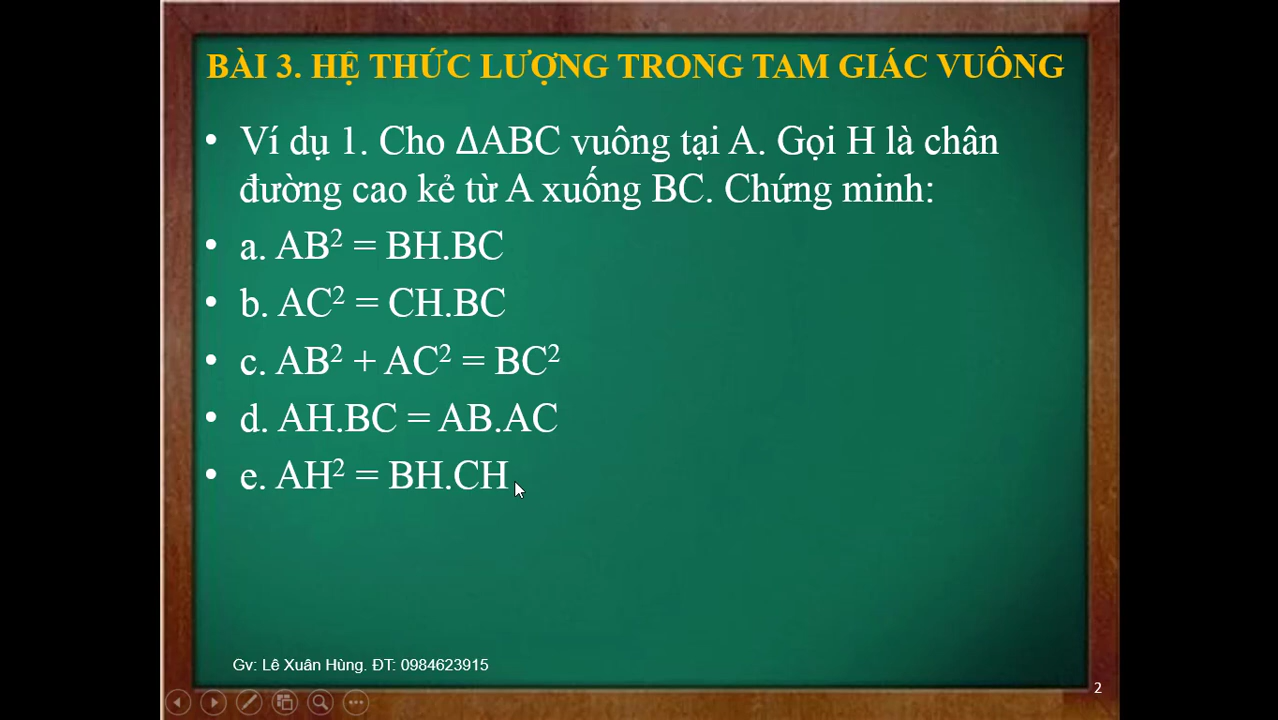 BÀI 3. HỆ THỨC LƯỢNG TRONG TAM GIÁC VUÔNG
• Ví dụ 1. Cho ΔABC vuông tại A. Gọi H là chân
đường cao kẻ từ A xuống BC. Chứng minh:
• a. AB² = BH.BC
• b. AC² = CH.BC
• c. AB² + AC² = BC²
• d. AH.BC = AB.AC
• e. AH² = BH.CH
Gv: Lê Xuân Hùng. ĐT: 0984623915
2